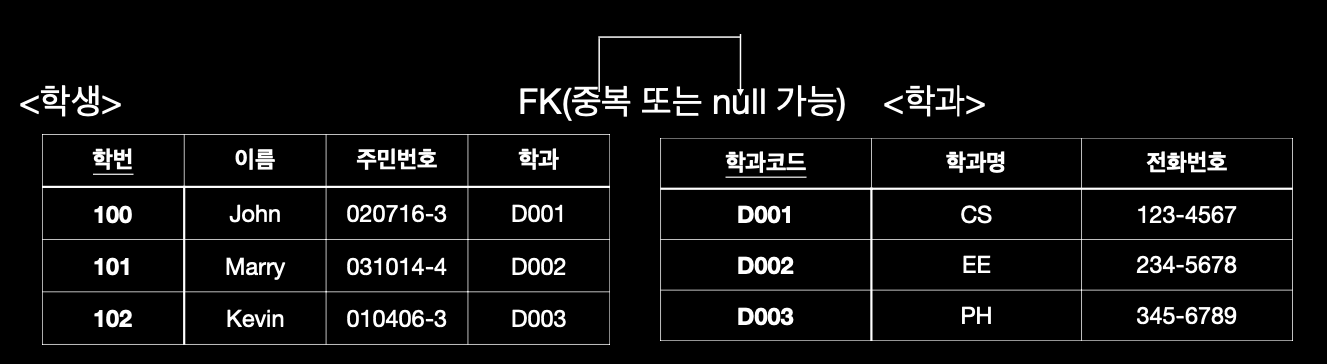 <학생> FK(중복 또는 null 가능) <학과>
학번 이름 주민번호 학과
100 John 020716-3 D001
101 Marry 031014-4 D002
102 Kevin 010406-3 D003
학과코드 학과명 전화번호
D001 CS 123-4567
D002 EE 234-5678
D003 PH 345-6789